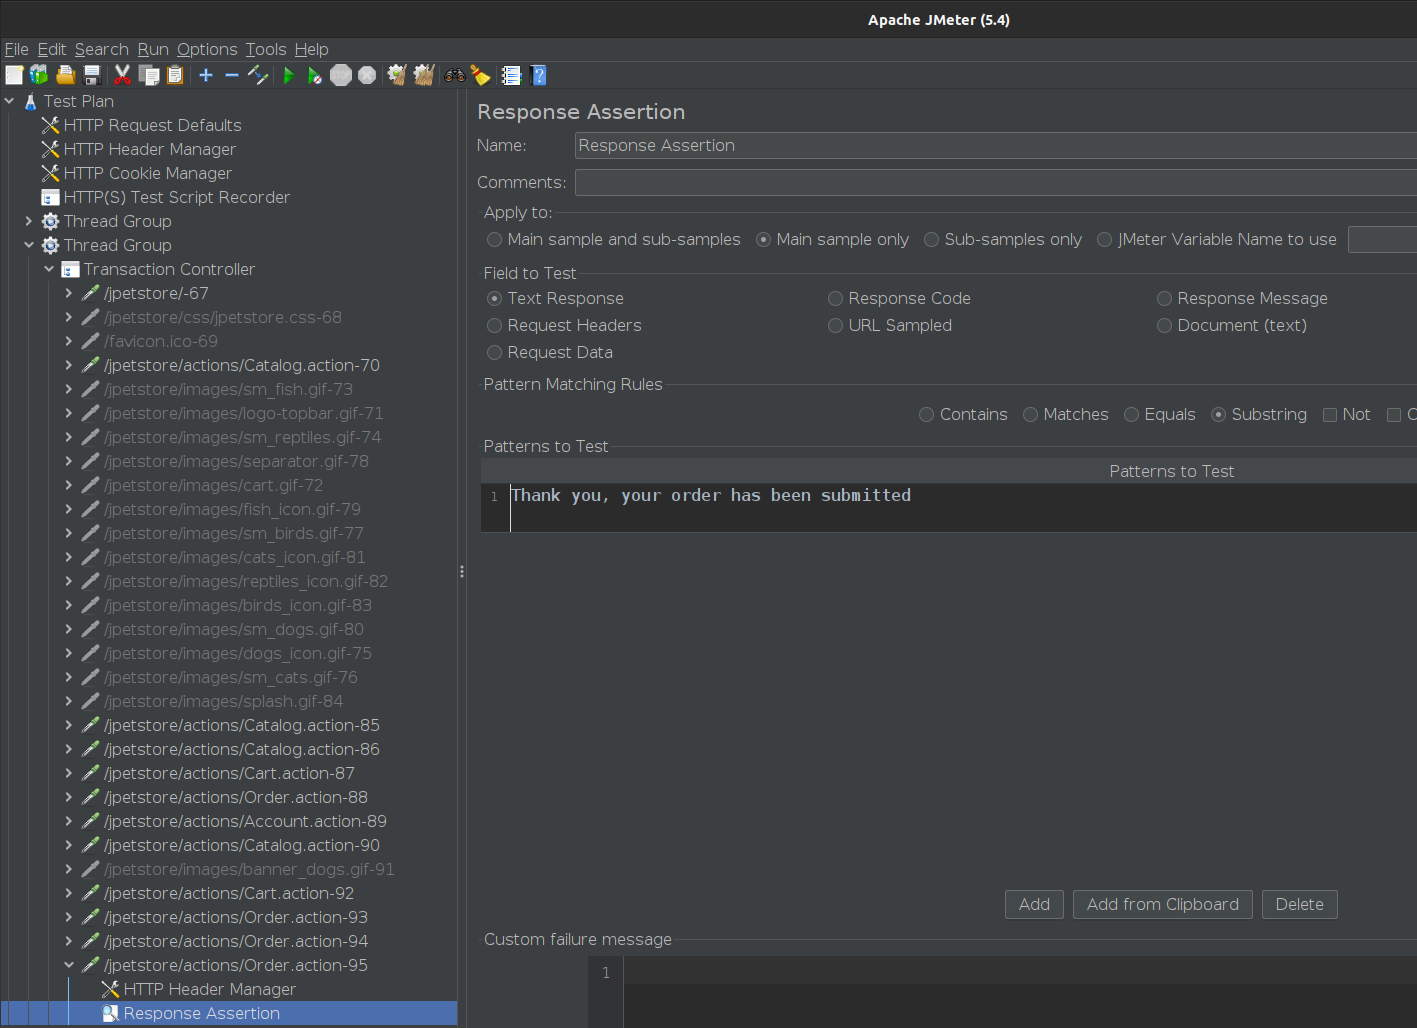 Apache JMeter (5.4)
File Edit Search Run Options Tools Help
STOP
Test Plan
HTTP Request Defaults
HTTP Header Manager
HTTP Cookie Manager
HTTP(S) Test Script Recorder
Thread Group
Thread Group
Transaction Controller
/jpetstore/-67
/jpetstore/css/jpetstore.css-68
/favicon.ico-69
/jpetstore/actions/Catalog.action-70
/jpetstore/images/sm_fish.gif-73
/jpetstore/images/logo-topbar.gif-71
/jpetstore/images/sm_reptiles.gif-74
/jpetstore/images/separator.gif-78
/jpetstore/images/cart.gif-72
/jpetstore/images/fish_icon.gif-79
/jpetstore/images/sm_birds.gif-77
/jpetstore/images/cats_icon.gif-81
/jpetstore/images/reptiles_icon.gif-82
/jpetstore/images/birds_icon.gif-83
/jpetstore/images/sm_dogs.gif-80
/jpetstore/images/dogs_icon.gif-75
/jpetstore/images/sm_cats.gif-76
/jpetstore/images/splash.gif-84
/jpetstore/actions/Catalog.action-85
/jpetstore/actions/Catalog.action-86
/jpetstore/actions/Cart.action-87
/jpetstore/actions/Order.action-88
/jpetstore/actions/Account.action-89
/jpetstore/actions/Catalog.action-90
/jpetstore/images/banner_dogs.gif-91
/jpetstore/actions/Cart.action-92
/jpetstore/actions/Order.action-93
/jpetstore/actions/Order.action-94
/jpetstore/actions/Order.action-95
HTTP Header Manager
Response Assertion
Response Assertion
Name: Response Assertion
Comments:
Apply to:
Main sample and sub-samples Main sample only Sub-samples only JMeter Variable Name to use
Field to Test
Text Response Response Code Response Message
Request Headers URL Sampled Document (text)
Request Data
Pattern Matching Rules
Contains Matches Equals Substring Not
Patterns to Test
Patterns to Test
1 Thank you, your order has been submitted
Add Add from Clipboard Delete
Custom failure message
1